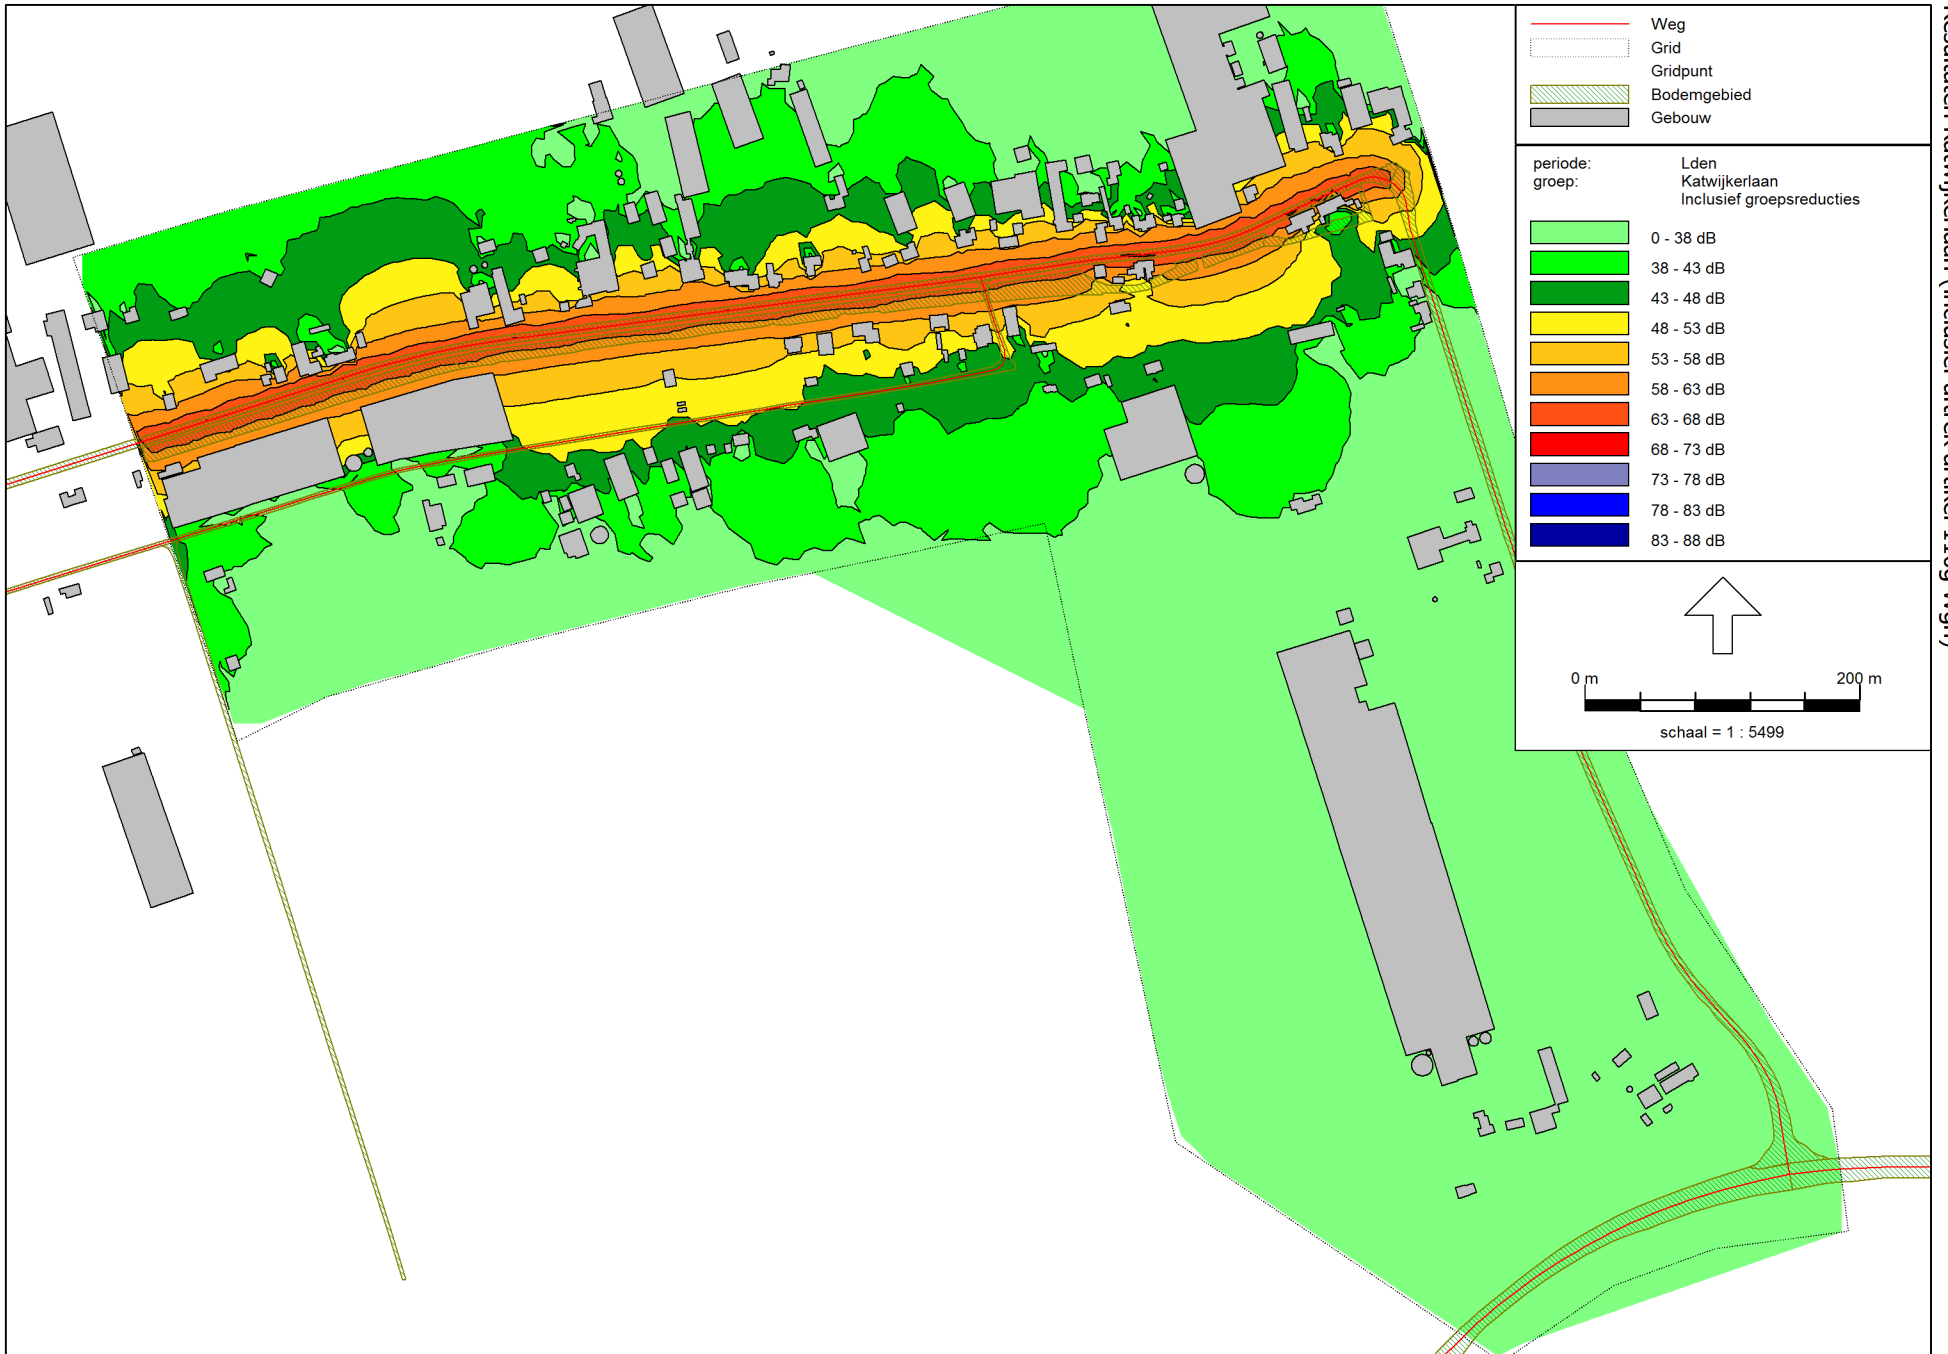 Weg
Grid
Gridpunt
Bodemgebied
Gebouw
periode: Lden
groep: Katwijkerlaan
Inclusief groepsreducties
0 - 38 dB
38 - 43 dB
43 - 48 dB
48 - 53 dB
53 - 58 dB
58 - 63 dB
63 - 68 dB
68 - 73 dB
73 - 78 dB
78 - 83 dB
83 - 88 dB
0 m 200 m
schaal = 1 : 5499